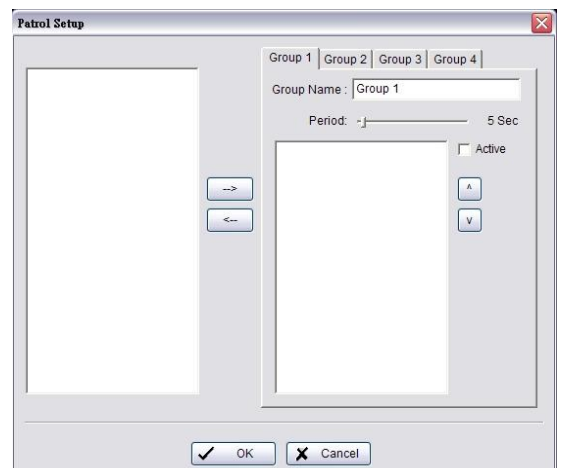 Patrol Setup
Group 1 Group 2 Group 3 Group 4
Group Name : Group 1
Period: 5 Sec
Active
-->
<--
^
v
OK Cancel